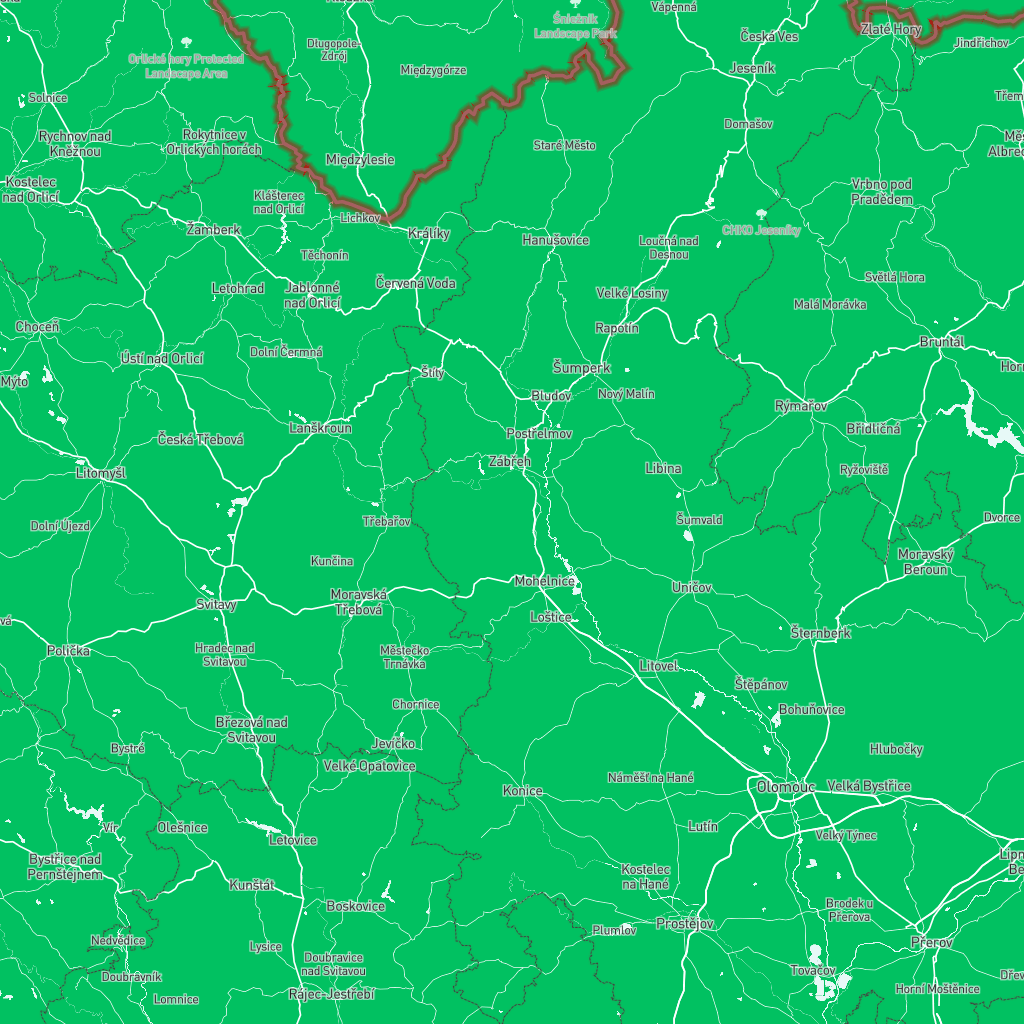 Vápenná
Śnieżnik
Landscape Park
Zlaté Hory
Česká Ves
Jindřichov
Długopole-
Zdrój
Orlické hory Protected
Landscape Area
Międzygórze
Jeseník
Solnice
Domašov
Rychnov nad
Kněžnou
Rokytnice v
Orlických horách
Staré Město
Międzylesie
Kostelec
nad Orlicí
Vrbno pod
Pradědem
Klášterec
nad Orlicí
Lichkov
Žamberk
Králíky
CHKO Jeseníky
Hanušovice
Loučná nad
Desnou
Těchonín
Světlá Hora
Červená Voda
Letohrad
Jablonné
nad Orlicí
Velké Losiny
Malá Morávka
Choceň
Rapotín
Bruntál
Dolní Čermná
Ústí nad Orlicí
Šumperk
Štíty
Mýto
Nový Malín
Bludov
Rýmařov
Lanškroun
Břidličná
Postřelmov
Česká Třebová
Zábřeh
Libina
Ryžoviště
Litomyšl
Dvorce
Šumvald
Třebařov
Dolní Újezd
Moravský
Beroun
Kunčina
Mohelnice
Uničov
Moravská
Třebová
Svitavy
Loštice
Šternberk
Polička
Hradec nad
Svitavou
Městečko
Trnávka
Litovel
Štěpánov
Chornice
Bohuňovice
Březová nad
Svitavou
Jevíčko
Bystré
Hlubočky
Velké Opatovice
Náměšť na Hané
Konice
Olomouc
Velká Bystřice
Vír
Olešnice
Lutín
Velký Týnec
Letovice
Bystřice nad
Pernštejnem
Kostelec
na Hané
Kunštát
Boskovice
Brodek u
Přerova
Prostějov
Plumlov
Nedvědice
Přerov
Lysice
Doubravice
nad Svitavou
Tovačov
Doubravník
Horní Moštěnice
Lomnice
Rájec-Jestřebí